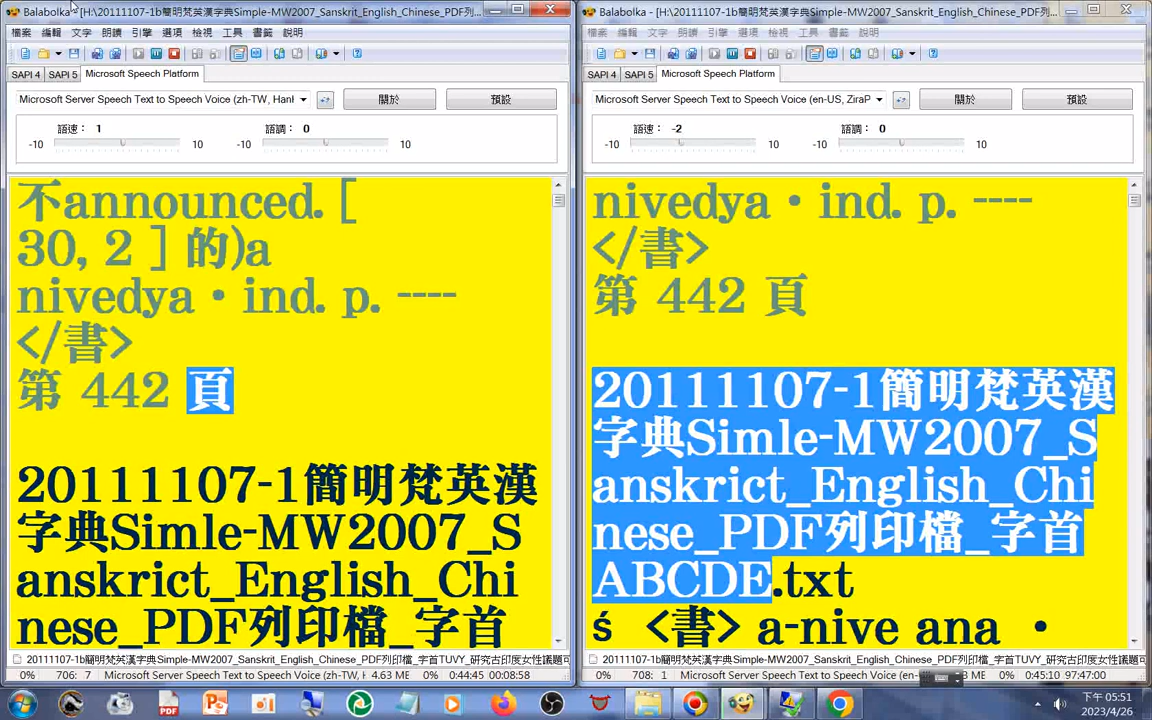 Balabolka - [H:\20111107-1b簡明梵英漢字典Simple-MW2007_Sanskrit_English_Chinese_PDF列...
檔案 編輯 文字 朗讀 引擎 選項 檢視 工具 書籤 說明
SAPI 4 SAPI 5 Microsoft Speech Platform
Microsoft Server Speech Text to Speech Voice (zh-TW, Hanl
關於 預設
語速： 1 語調： 0
-10 10 -10 10
不announced. [
30, 2 ] 的)a
nivedya • ind. p. ----
</書>
第 442 頁
20111107-1簡明梵英漢
字典Simle-MW2007_S
anskrict_English_Chi
nese_PDF列印檔_字首
20111107-1b簡明梵英漢字典Simple-MW2007_Sanskrit_English_Chinese_PDF列印檔_字首TUVY_研究古印度女性議題可
0% 706: 7 Microsoft Server Speech Text to Speech Voice (zh-TW, H 4.63 ME 0% 0:44:45 00:08:58
Balabolka - [H:\20111107-1b簡明梵英漢字典Simple-MW2007_Sanskrit_English_Chinese_PDF列...
檔案 編輯 文字 朗讀 引擎 選項 檢視 工具 書籤 說明
SAPI 4 SAPI 5 Microsoft Speech Platform
Microsoft Server Speech Text to Speech Voice (en-US, ZiraP
關於 預設
語速： -2 語調： 0
-10 10 -10 10
nivedya • ind. p. ----
</書>
第 442 頁
20111107-1簡明梵英漢
字典Simle-MW2007_S
anskrict_English_Chi
nese_PDF列印檔_字首
ABCDE.txt
ś <書> a-nive ana •
20111107-1b簡明梵英漢字典Simple-MW2007_Sanskrit_English_Chinese_PDF列印檔_字首TUVY_研究古印度女性議題可
0% 708: 1 Microsoft Server Speech Text to Speech Voice (en-US, ME 0% 0:45:10 97:47:00
下午 05:51
2023/4/26